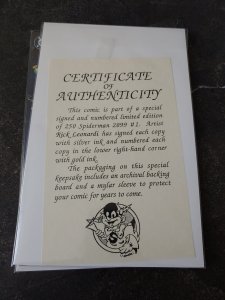 CERTIFICATE
OF
AUTHENTICITY
This comic is part of a special
signed and numbered limited edition
of 250 Spiderman 2099 #1. Artist
Rick Leonardi has signed each copy
with silver ink and numbered each
copy in the lower right-hand corner
with gold ink.
The packaging on this special
keepsake includes an archival backing
board and a mylar sleeve to protect
your comic for years to come.